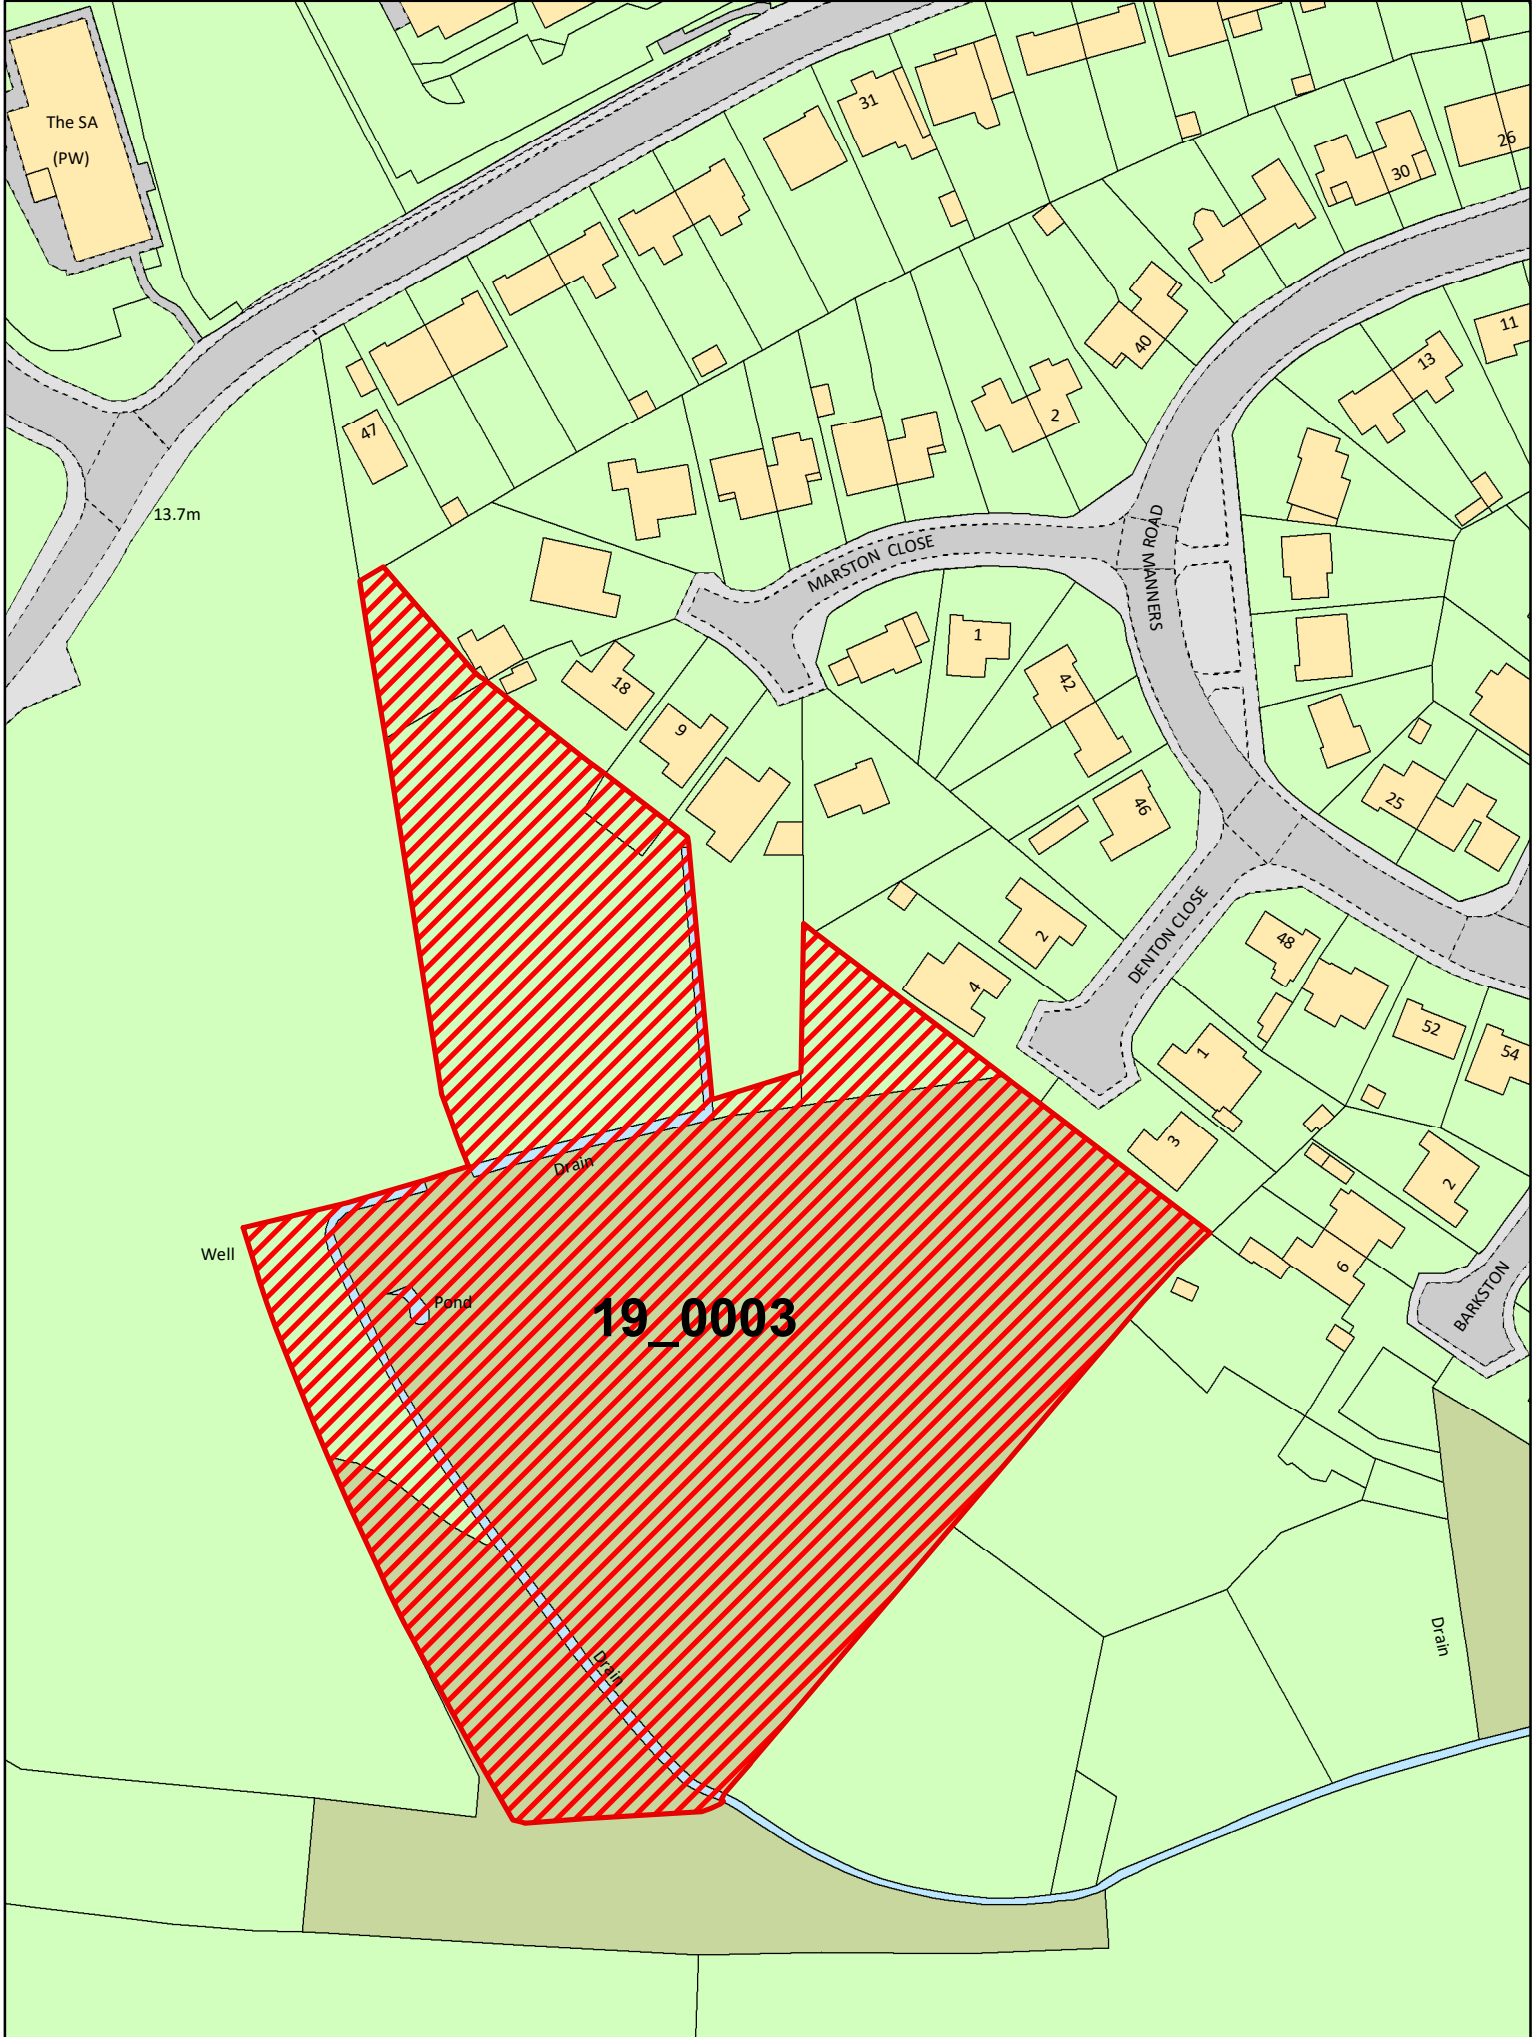 The SA
(PW)
31
30
26
11
13
40
2
47
13.7m
MARSTON CLOSE
MANNERS ROAD
1
42
18
9
25
46
2
4
DENTON CLOSE
48
52
54
1
3
2
6
BARKSTON
Drain
Well
Pond
19_0003
Drain
Drain